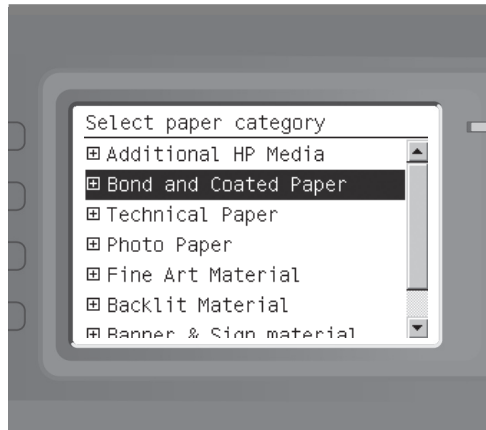 Select paper category
Additional HP Media
Bond and Coated Paper
Technical Paper
Photo Paper
Fine Art Material
Backlit Material
Banner & Sign material